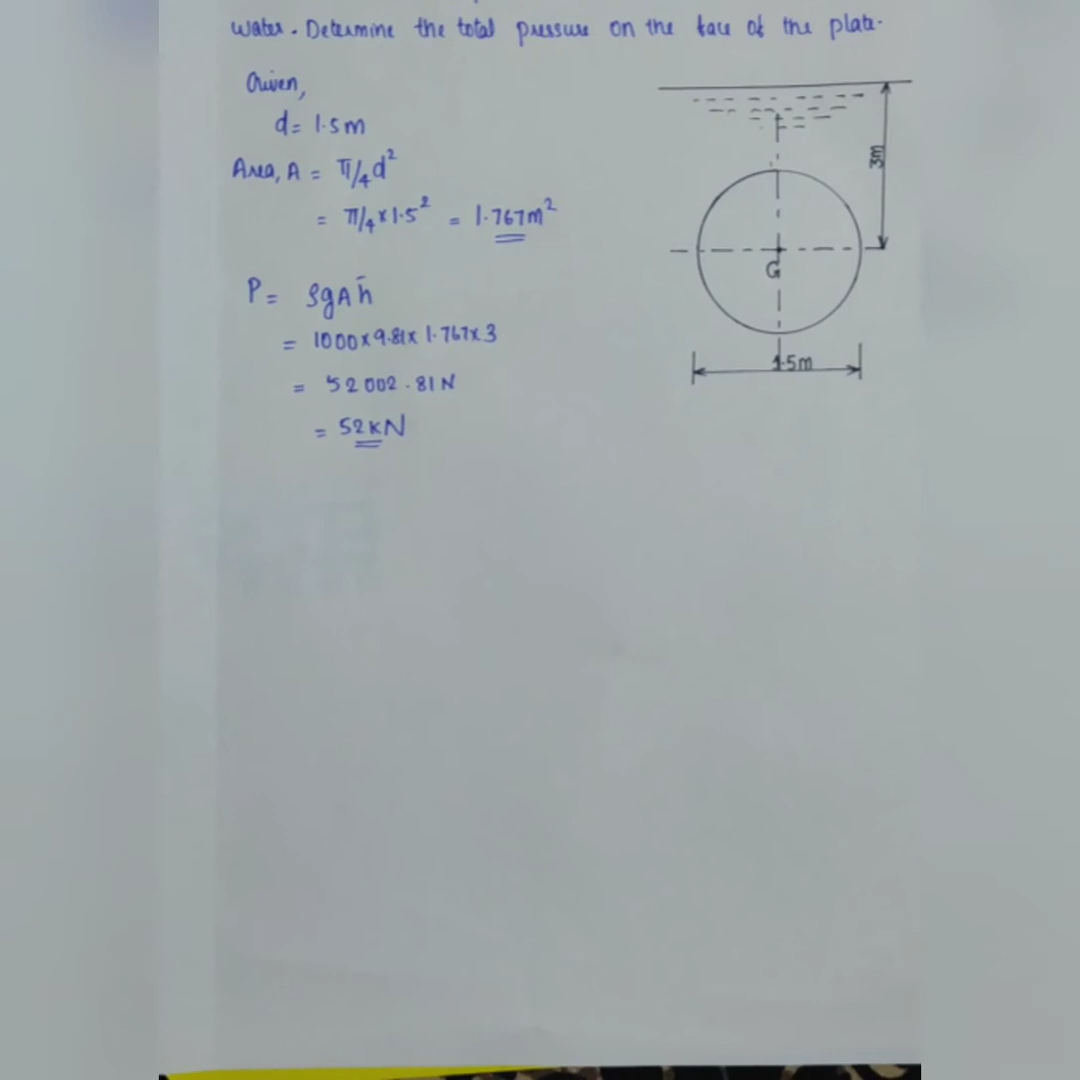 water. Determine the total pressure on the face of the plate.
Given,
d = 1.5m
Area, A = π/4 d²
= π/4 × 1.5² = 1.767m²
P = ρgAh̄
= 1000 × 9.81 × 1.767 × 3
= 52002.81 N
= 52kN
3m
G
1.5m